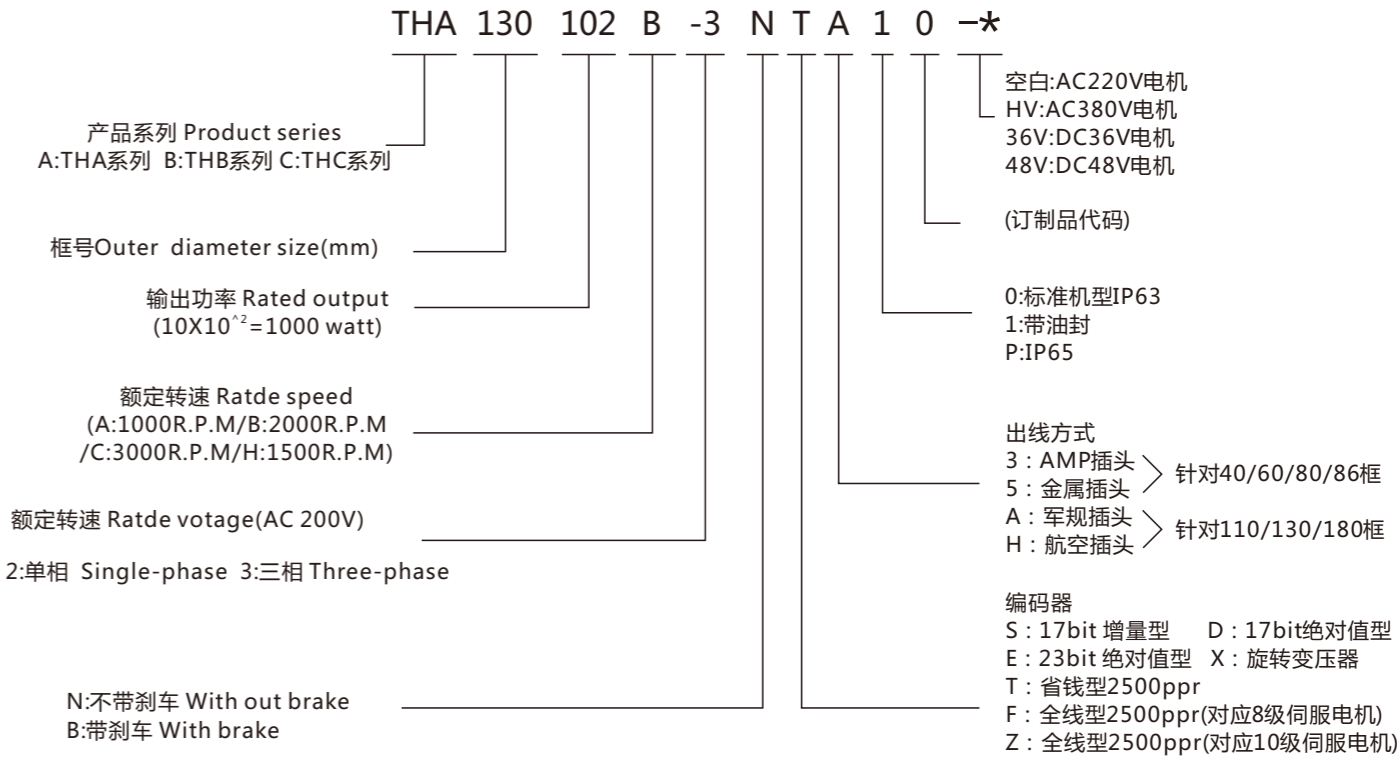 THA 130 102 B -3 N T A 1 0 -*
产品系列 Product series
A:THA系列 B:THB系列 C:THC系列
框号Outer diameter size(mm)
输出功率 Rated output
(10X10^2=1000 watt)
额定转速 Ratde speed
(A:1000R.P.M/B:2000R.P.M
/C:3000R.P.M/H:1500R.P.M)
额定转速 Ratde votage(AC 200V)
2:单相 Single-phase 3:三相 Three-phase
N:不带刹车 With out brake
B:带刹车 With brake
空白:AC220V电机
HV:AC380V电机
36V:DC36V电机
48V:DC48V电机
(订制品代码)
0:标准机型IP63
1:带油封
P:IP65
出线方式
3：AMP插头
5：金属插头
针对40/60/80/86框
A：军规插头
H：航空插头
针对110/130/180框
编码器
S：17bit 增量型 D：17bit绝对值型
E：23bit 绝对值型 X：旋转变压器
T：省钱型2500ppr
F：全线型2500ppr(对应8级伺服电机)
Z：全线型2500ppr(对应10级伺服电机)